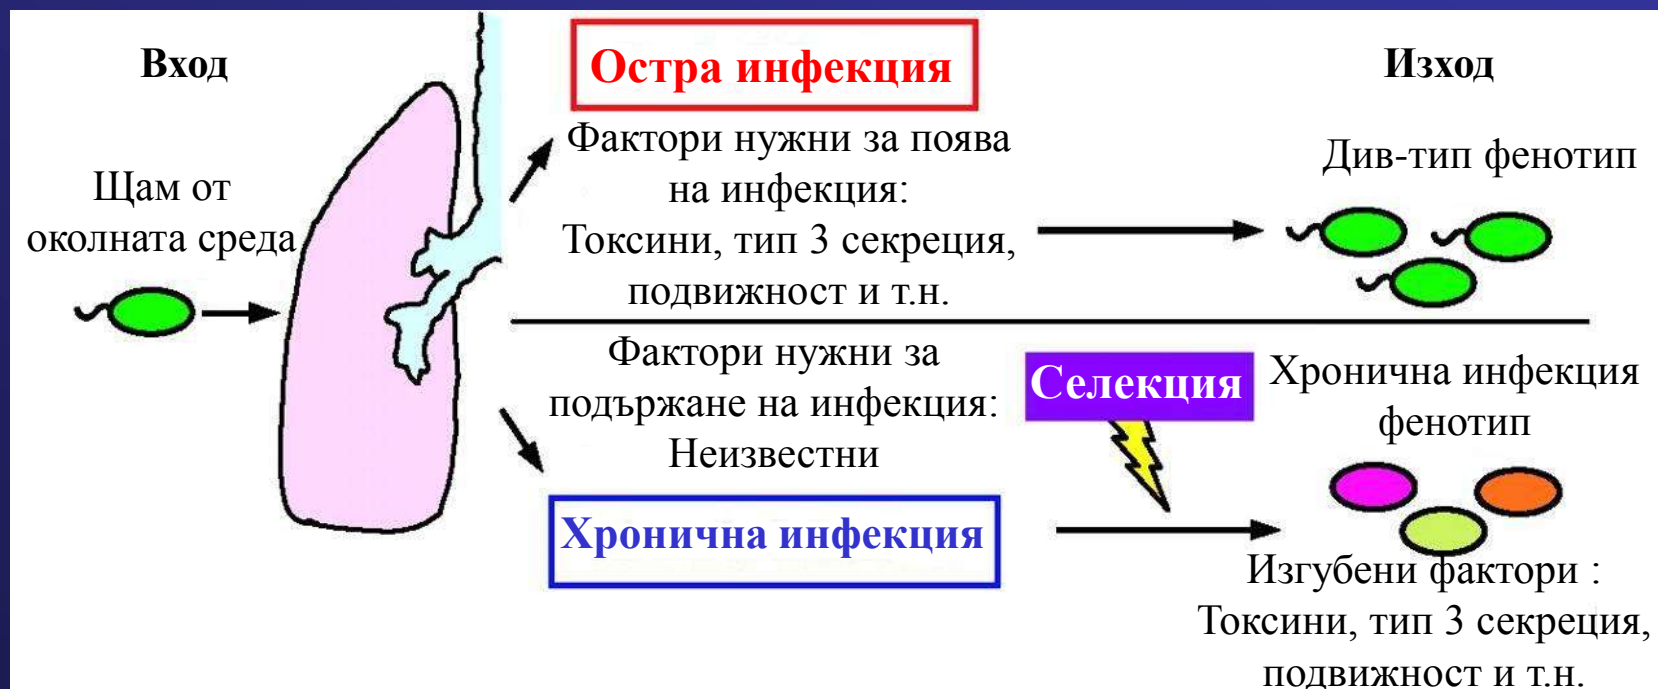 Вход
Щам от
околната среда
Остра инфекция
Фактори нужни за поява
на инфекция:
Токсини, тип 3 секреция,
подвижност и т.н.
Изход
Див-тип фенотип
Фактори нужни за
подържане на инфекция:
Неизвестни
Хронична инфекция
Селекция
Хронична инфекция
фенотип
Изгубени фактори :
Токсини, тип 3 секреция,
подвижност и т.н.